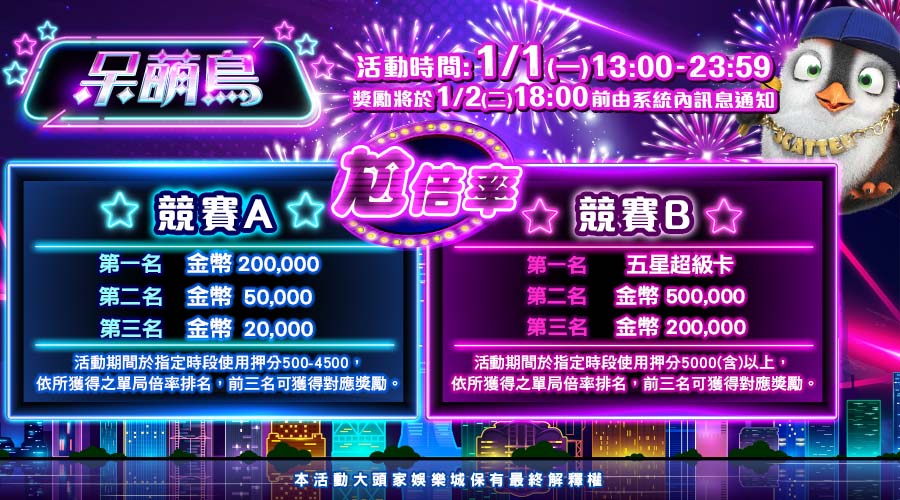 呆萌鳥
活動時間: 1/1(一)13:00-23:59
獎勵將於 1/2(二)18:00 前由系統內訊息通知
SCATTER
尬倍率
競賽A
第一名 金幣 200,000
第二名 金幣 50,000
第三名 金幣 20,000
活動期間於指定時段使用押分500-4500，
依所獲得之單局倍率排名，前三名可獲得對應獎勵。
競賽B
第一名 五星超級卡
第二名 金幣 500,000
第三名 金幣 200,000
活動期間於指定時段使用押分5000(含)以上，
依所獲得之單局倍率排名，前三名可獲得對應獎勵。
本活動大頭家娛樂城保有最終解釋權